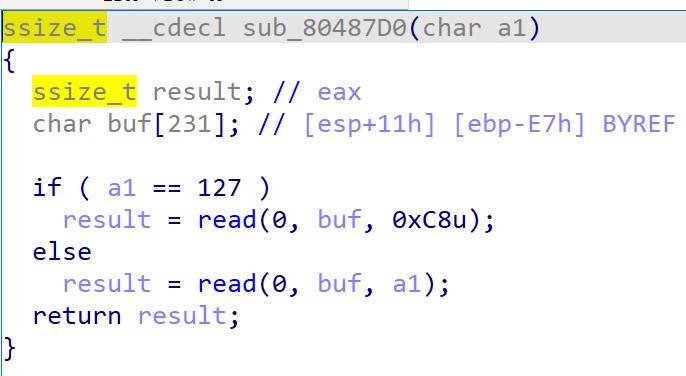 ssize_t __cdecl sub_80487D0(char a1)
{
  ssize_t result; // eax
  char buf[231]; // [esp+11h] [ebp-E7h] BYREF

  if ( a1 == 127 )
    result = read(0, buf, 0xC8u);
  else
    result = read(0, buf, a1);
  return result;
}